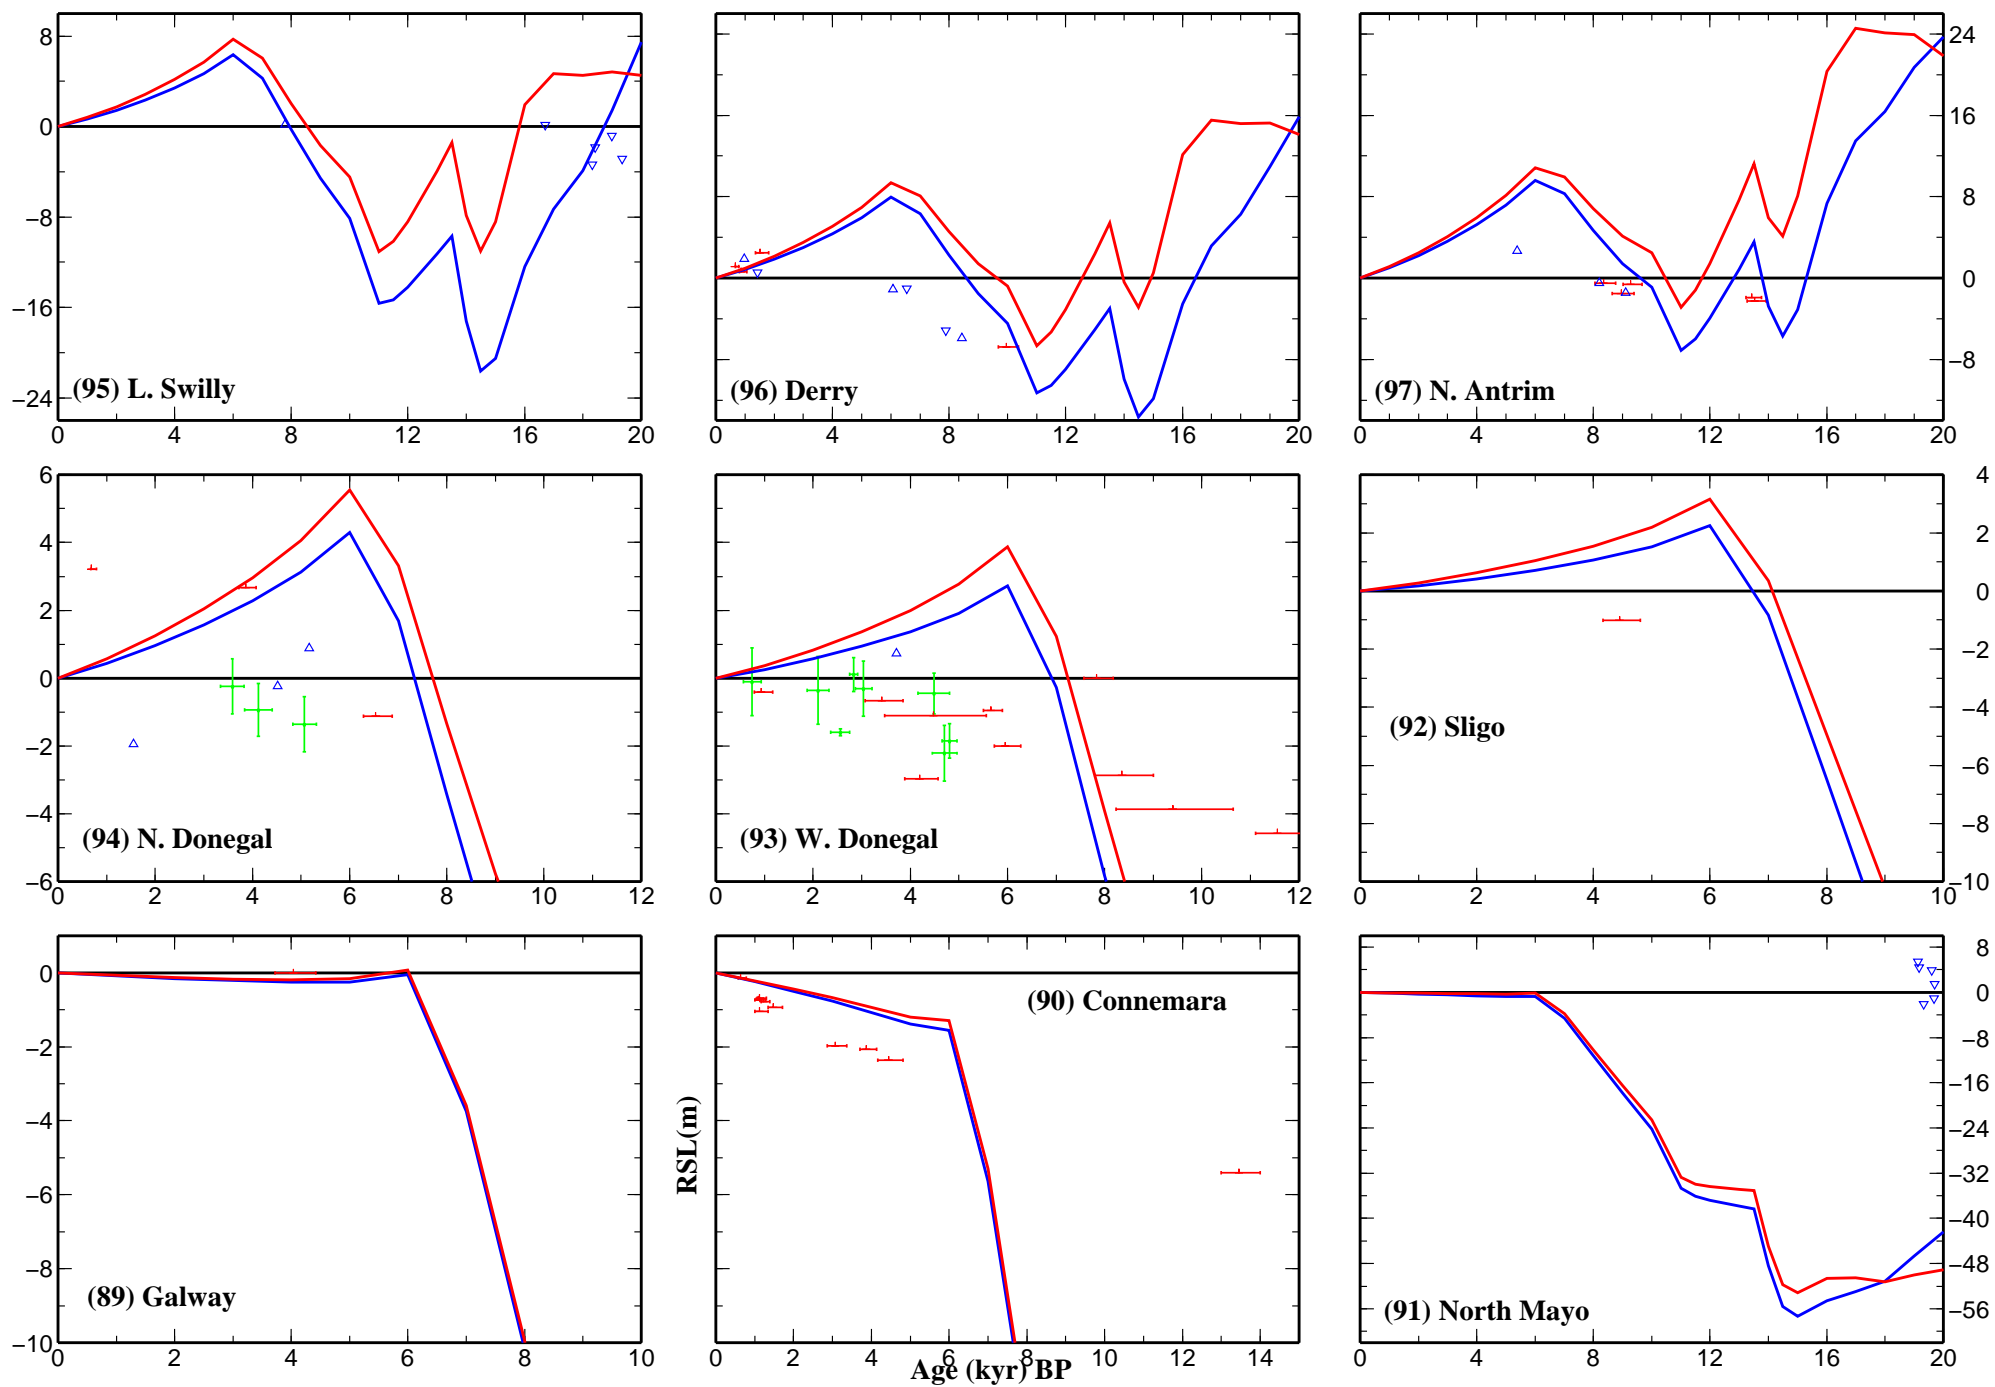 8
0
−8
−16
−24
(95) L. Swilly
0 4 8 12 16 20
(96) Derry
0 4 8 12 16 20
24
16
8
0
−8
(97) N. Antrim
0 4 8 12 16 20
6
4
2
0
−2
−4
−6
(94) N. Donegal
0 2 4 6 8 10 12
(93) W. Donegal
0 2 4 6 8 10 12
4
2
0
−2
−4
−6
−8
−10
(92) Sligo
0 2 4 6 8 10
0
−2
−4
−6
−8
−10
(89) Galway
0 2 4 6 8 10
RSL(m)
(90) Connemara
0 2 4 6 8 10 12 14
Age (kyr) BP
8
0
−8
−16
−24
−32
−40
−48
−56
(91) North Mayo
0 4 8 12 16 20